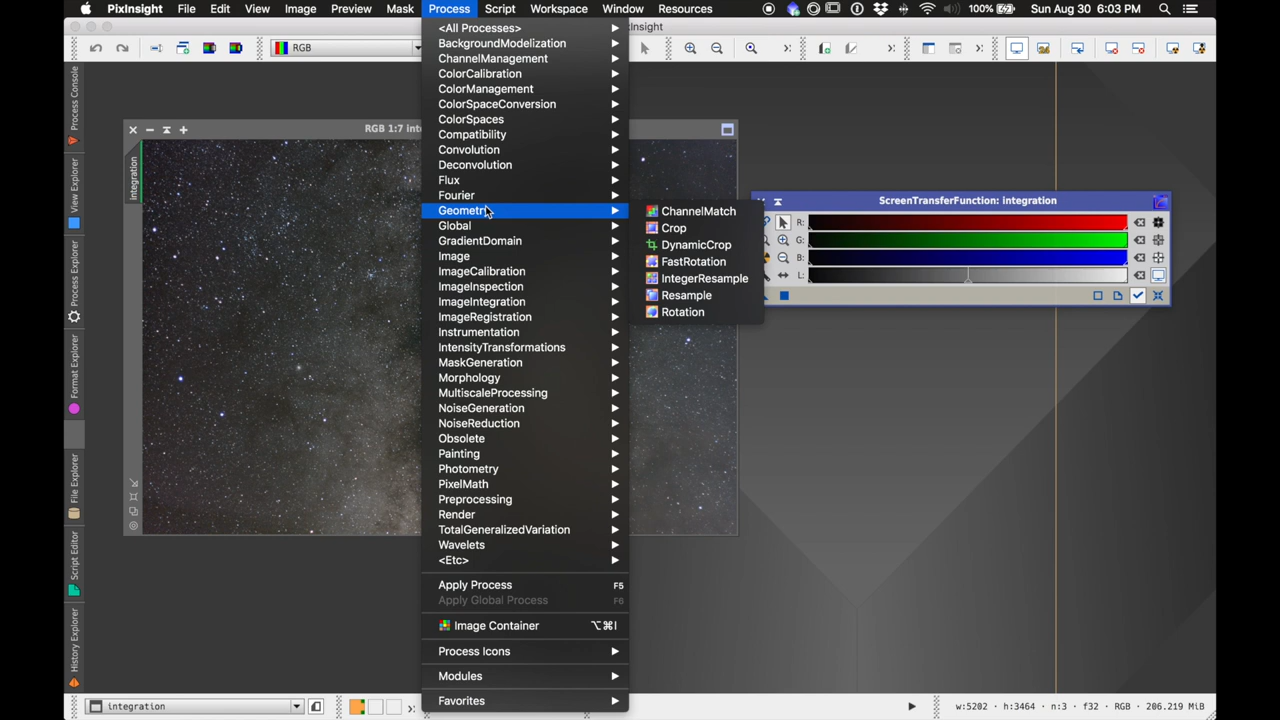 PixInsight File Edit View Image Preview Mask Process Script Workspace Window Resources 100% Sun Aug 30 6:03 PM
xInsight
RGB
Process Console
View Explorer
Process Explorer
Format Explorer
File Explorer
Script Editor
History Explorer
RGB 1:7 inte
integration
<All Processes>
BackgroundModelization
ChannelManagement
ColorCalibration
ColorManagement
ColorSpaceConversion
ColorSpaces
Compatibility
Convolution
Deconvolution
Flux
Fourier
Geometry
Global
GradientDomain
Image
ImageCalibration
ImageInspection
ImageIntegration
ImageRegistration
Instrumentation
IntensityTransformations
MaskGeneration
Morphology
MultiscaleProcessing
NoiseGeneration
NoiseReduction
Obsolete
Painting
Photometry
PixelMath
Preprocessing
Render
TotalGeneralizedVariation
Wavelets
<Etc>
Apply Process F5
Apply Global Process F6
Image Container ⌥⌘I
Process Icons
Modules
Favorites
ChannelMatch
Crop
DynamicCrop
FastRotation
IntegerResample
Resample
Rotation
ScreenTransferFunction: integration
R:
G:
B:
L:
integration
w:5202 · h:3464 · n:3 · f32 · RGB · 206.219 MiB